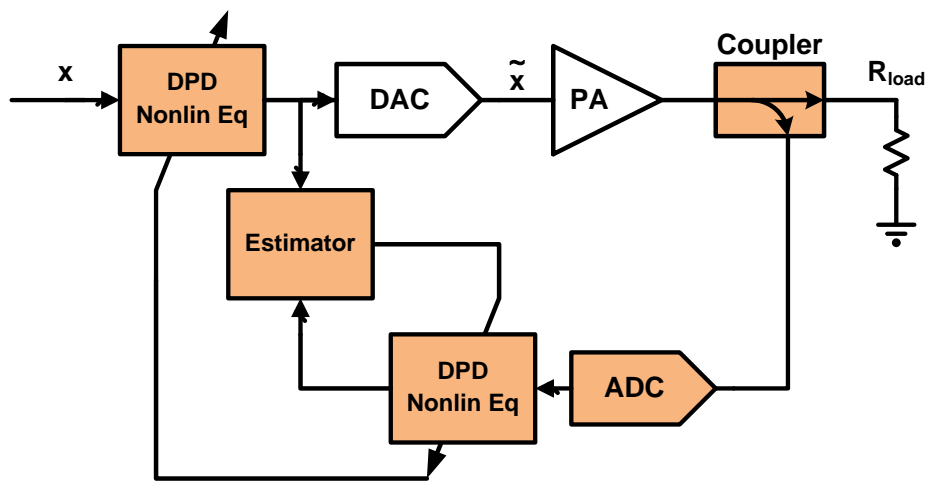 Coupler
x
DPD
Nonlin Eq
DAC
x̃
PA
R_load
Estimator
DPD
Nonlin Eq
ADC